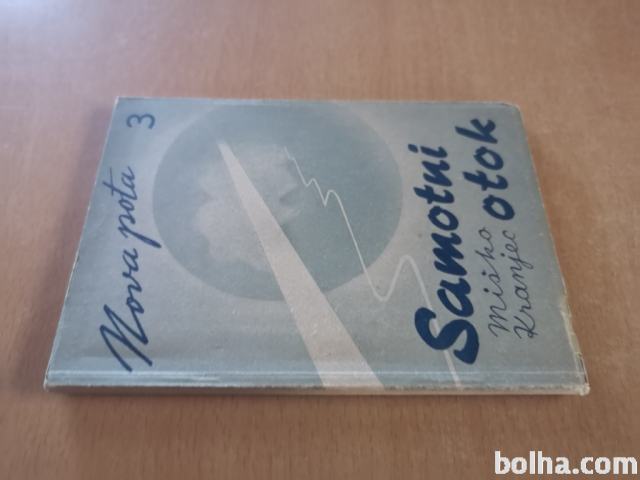 Nova pota 3
Samotni
otok
Miško
Kranjec
bolha.com